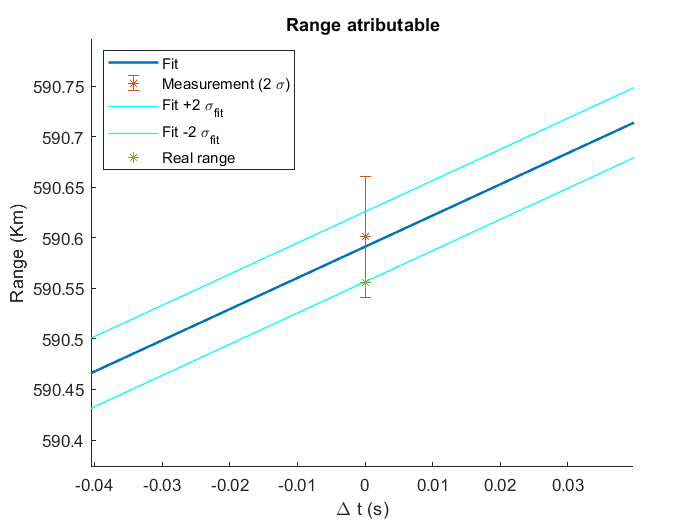 Range atributable
Fit
Measurement (2 σ)
Fit +2 σfit
Fit -2 σfit
Real range
590.75
590.7
590.65
590.6
590.55
590.5
590.45
590.4
Range (Km)
-0.04 -0.03 -0.02 -0.01 0 0.01 0.02 0.03
Δ t (s)